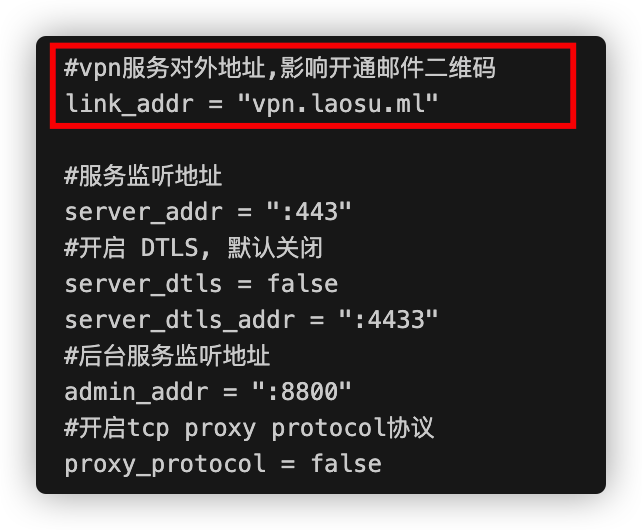 #vpn服务对外地址,影响开通邮件二维码
link_addr = "vpn.laosu.ml"
#服务监听地址
server_addr = ":443"
#开启 DTLS, 默认关闭
server_dtls = false
server_dtls_addr = ":4433"
#后台服务监听地址
admin_addr = ":8800"
#开启tcp proxy protocol协议
proxy_protocol = false